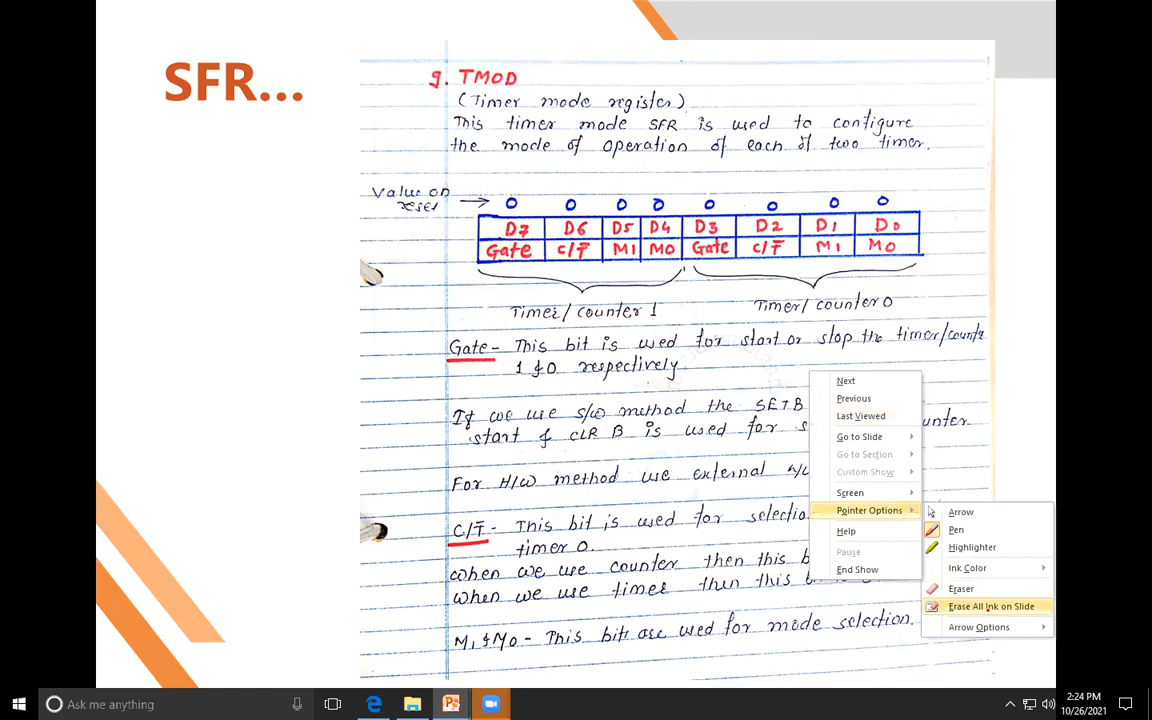 SFR...
9. TMOD
(Timer mode register)
This timer mode SFR is used to configure
the mode of operation of each of two timer.
Value on
reset → 0 0 0 0 0 0 0 0
D7 D6 D5 D4 D3 D2 D1 D0
Gate C/T̅ M1 M0 Gate C/T̅ M1 M0
Timer/ counter 1 Timer/ counter 0
Gate - This bit is used for start or stop the timer/counte
1 & 0 respectively
If we use S/W method the SETB
start & CLR B is used for s unter
For H/W method we external
C/T̅ - This bit is used for selectio
timer 0.
when we use counter then this b
when we use times then this b
M1 & M0 - This bits are used for mode selection.
Next
Previous
Last Viewed
Go to Slide
Go to Section
Custom Show
Screen
Pointer Options
Help
Pause
End Show
Arrow
Pen
Highlighter
Ink Color
Eraser
Erase All Ink on Slide
Arrow Options
Ask me anything
2:24 PM
10/26/2021